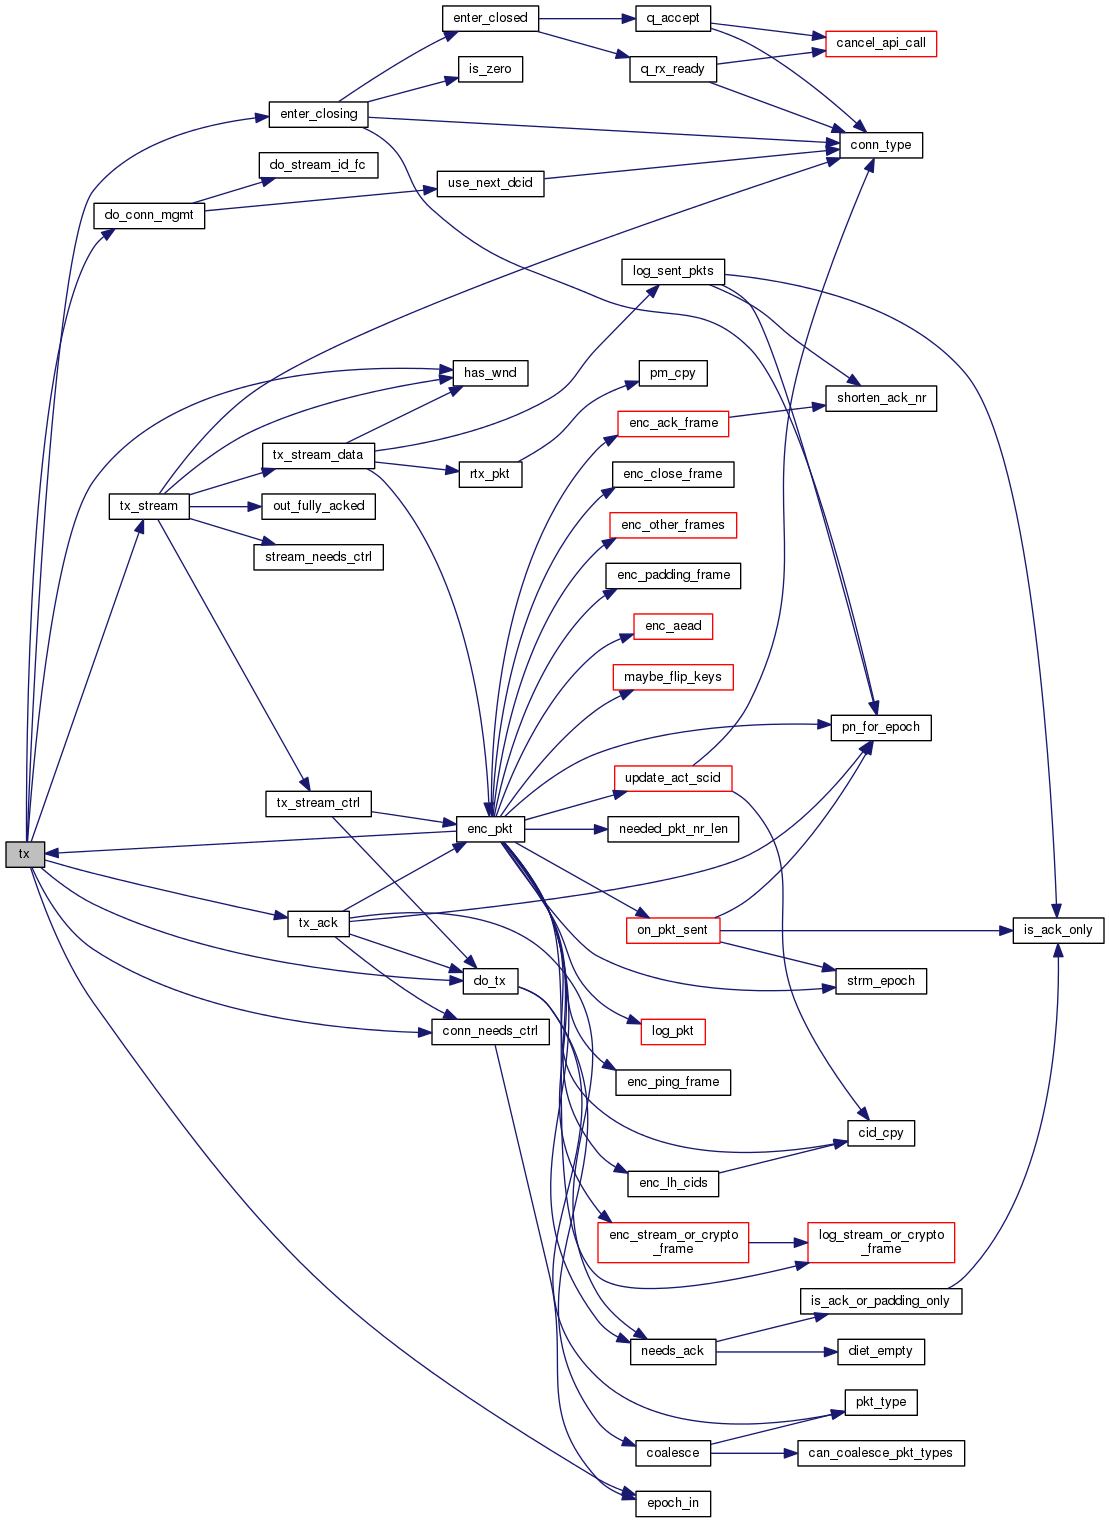 enter_closed
q_accept
cancel_api_call
is_zero
q_rx_ready
enter_closing
conn_type
do_stream_id_fc
use_next_dcid
do_conn_mgmt
log_sent_pkts
has_wnd
pm_cpy
shorten_ack_nr
enc_ack_frame
tx_stream_data
rtx_pkt
enc_close_frame
tx_stream
out_fully_acked
enc_other_frames
stream_needs_ctrl
enc_padding_frame
enc_aead
maybe_flip_keys
pn_for_epoch
update_act_scid
tx_stream_ctrl
enc_pkt
needed_pkt_nr_len
tx
tx_ack
on_pkt_sent
is_ack_only
do_tx
strm_epoch
conn_needs_ctrl
log_pkt
enc_ping_frame
cid_cpy
enc_lh_cids
enc_stream_or_crypto
_frame
log_stream_or_crypto
_frame
is_ack_or_padding_only
needs_ack
diet_empty
pkt_type
coalesce
can_coalesce_pkt_types
epoch_in